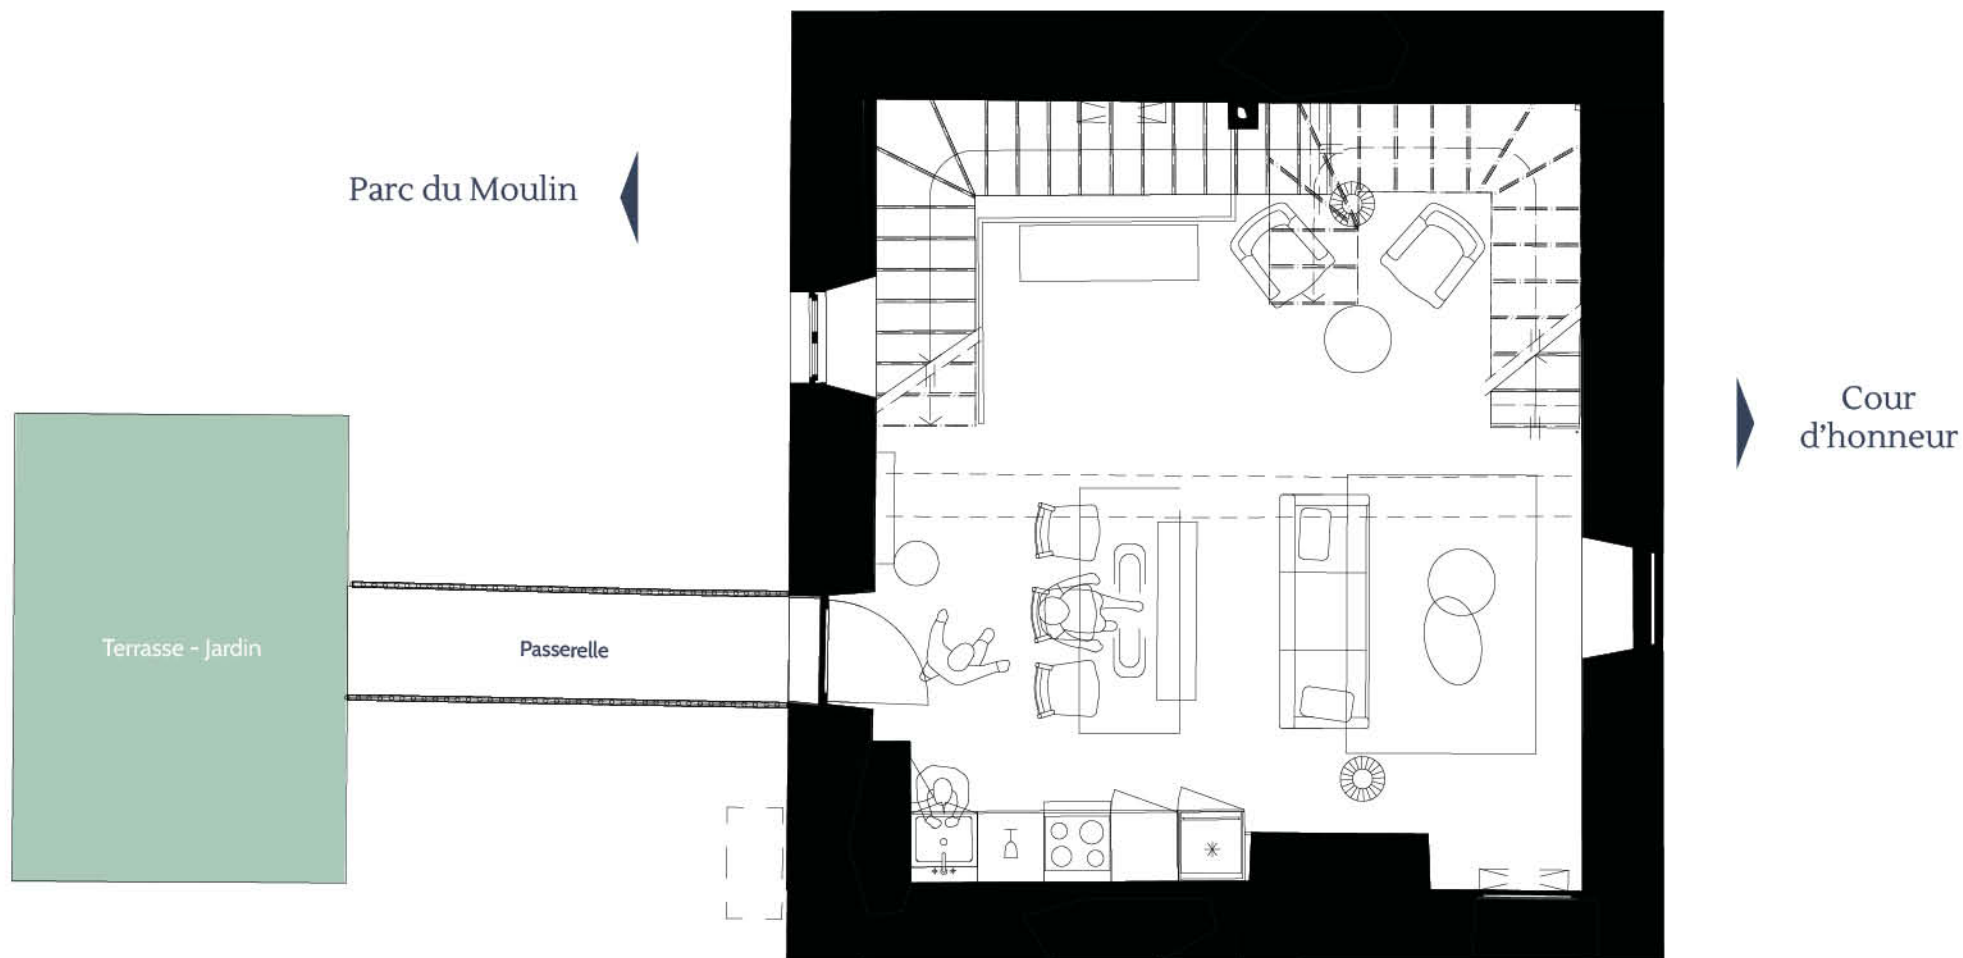 Parc du Moulin
Cour
d’honneur
Terrasse - Jardin
Passerelle